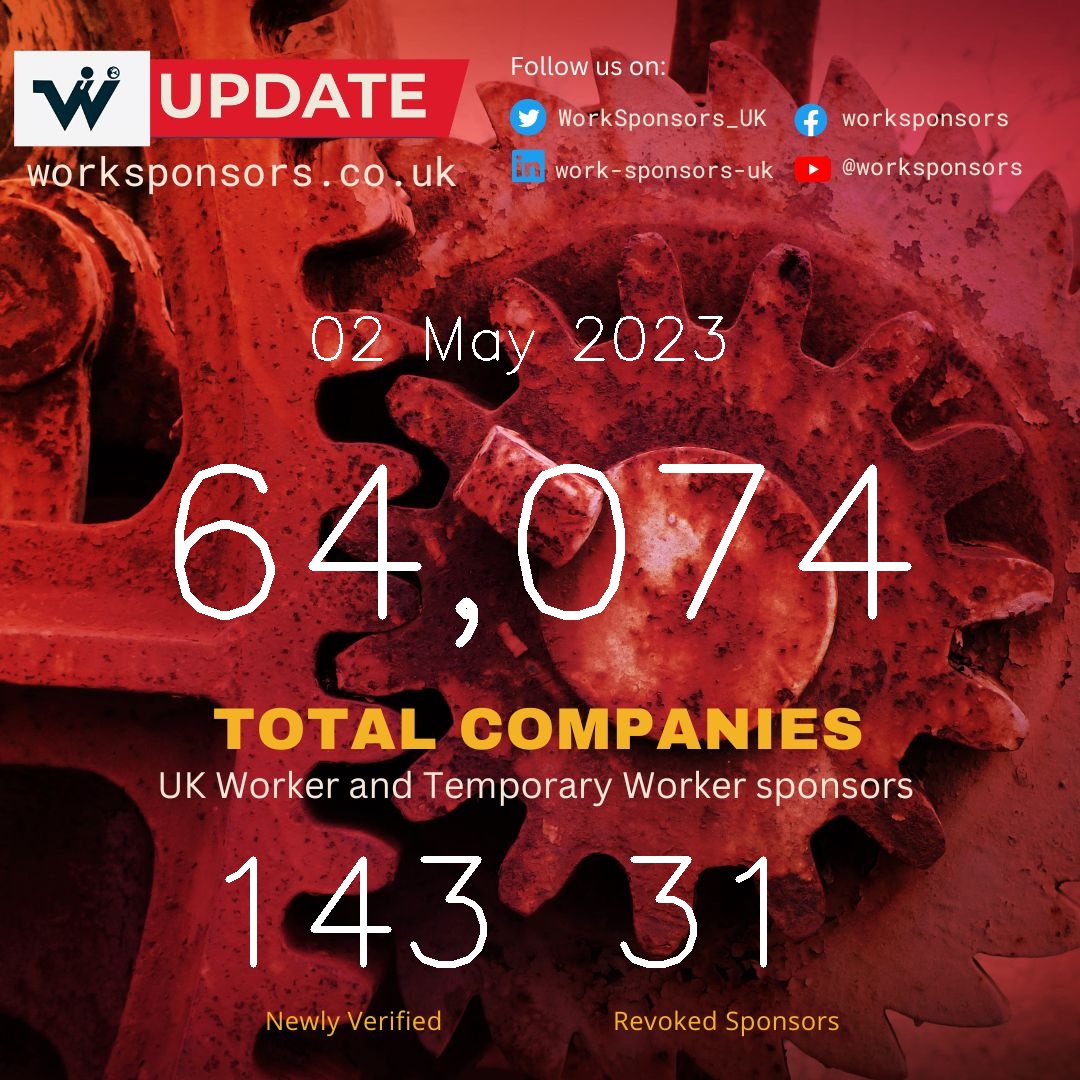 UPDATE
worksponsors.co.uk
Follow us on:
WorkSponsors_UK
worksponsors
work-sponsors-uk
@worksponsors
02 May 2023
64,074
TOTAL COMPANIES
UK Worker and Temporary Worker sponsors
143 31
Newly Verified Revoked Sponsors